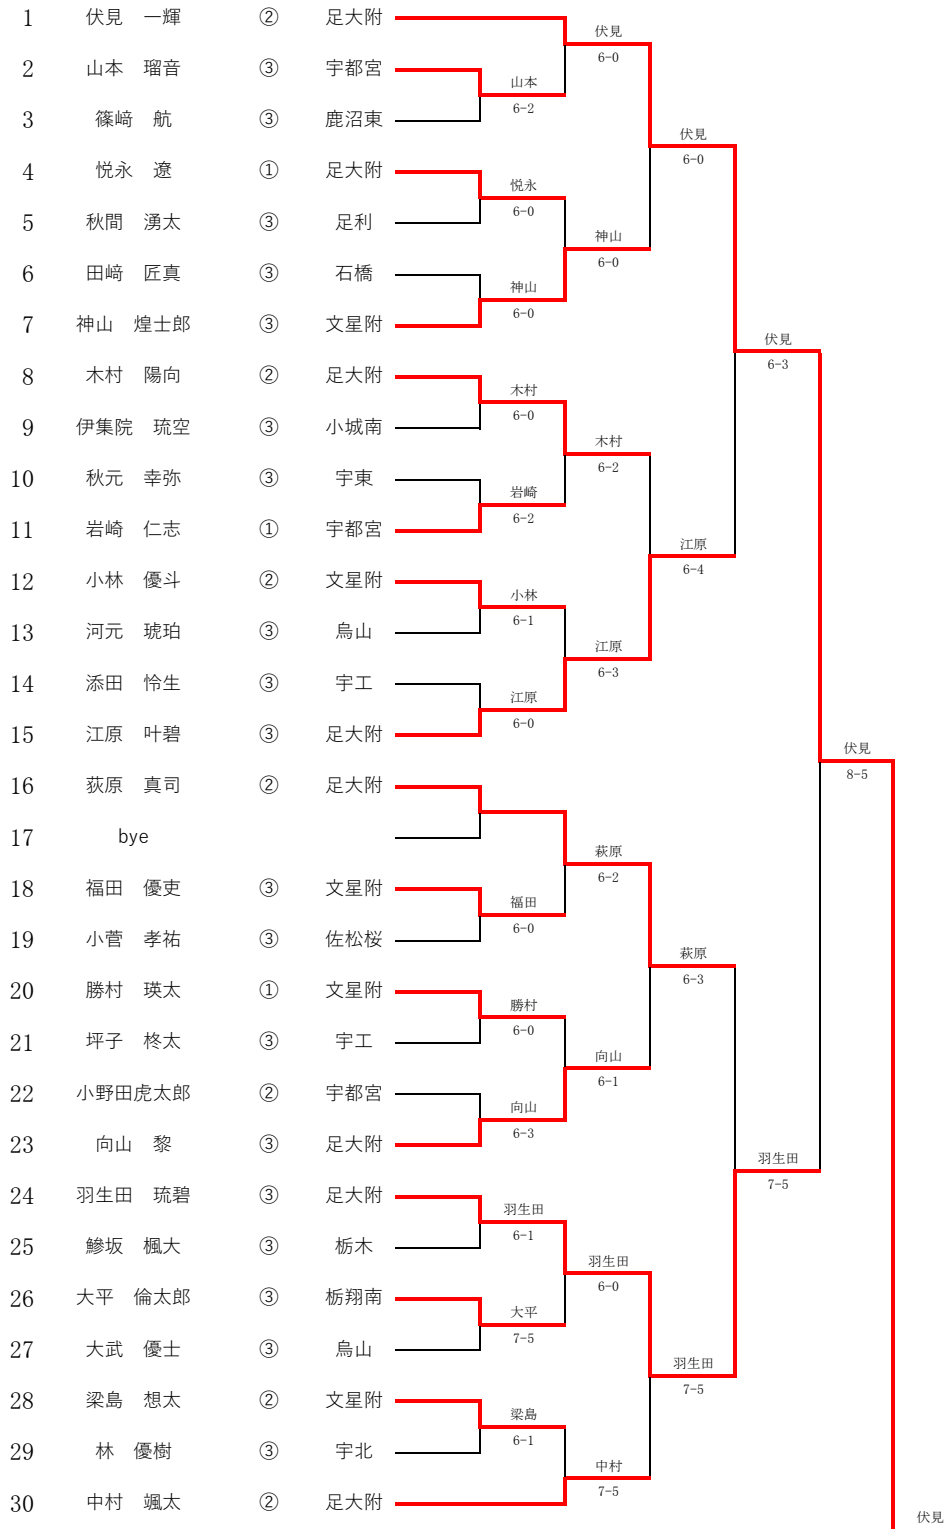 1 伏見 一輝 ② 足大附
2 山本 瑠音 ③ 宇都宮
3 篠﨑 航 ③ 鹿沼東
4 悦永 遼 ① 足大附
5 秋間 湧太 ③ 足利
6 田﨑 匠真 ③ 石橋
7 神山 煌士郎 ③ 文星附
8 木村 陽向 ② 足大附
9 伊集院 琉空 ③ 小城南
10 秋元 幸弥 ③ 宇東
11 岩崎 仁志 ① 宇都宮
12 小林 優斗 ② 文星附
13 河元 琥珀 ③ 烏山
14 添田 怜生 ③ 宇工
15 江原 叶碧 ③ 足大附
16 荻原 真司 ② 足大附
17 bye
18 福田 優吏 ③ 文星附
19 小菅 孝祐 ③ 佐松桜
20 勝村 瑛太 ① 文星附
21 坪子 柊太 ③ 宇工
22 小野田虎太郎 ② 宇都宮
23 向山 黎 ③ 足大附
24 羽生田 琉碧 ③ 足大附
25 鯵坂 楓大 ③ 栃木
26 大平 倫太郎 ③ 栃翔南
27 大武 優士 ③ 烏山
28 梁島 想太 ② 文星附
29 林 優樹 ③ 宇北
30 中村 颯太 ② 足大附
山本
6-2
悦永
6-0
神山
6-0
木村
6-0
岩崎
6-2
小林
6-1
江原
6-0
福田
6-0
勝村
6-0
向山
6-3
羽生田
6-1
大平
7-5
梁島
6-1
伏見
6-0
神山
6-0
木村
6-2
江原
6-3
萩原
6-2
向山
6-1
羽生田
6-0
中村
7-5
伏見
6-0
江原
6-4
萩原
6-3
羽生田
7-5
伏見
6-3
羽生田
7-5
伏見
8-5
伏見